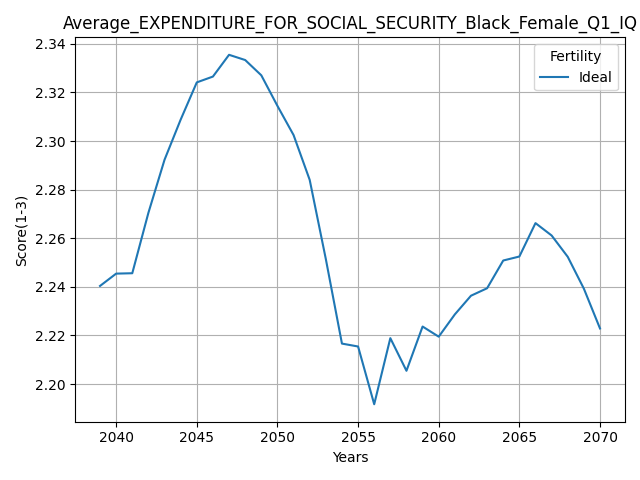 Average_EXPENDITURE_FOR_SOCIAL_SECURITY_Black_Female_Q1_IQ
Fertility
Ideal
2.34
2.32
2.30
2.28
2.26
2.24
2.22
2.20
Score(1-3)
2040 2045 2050 2055 2060 2065 2070
Years